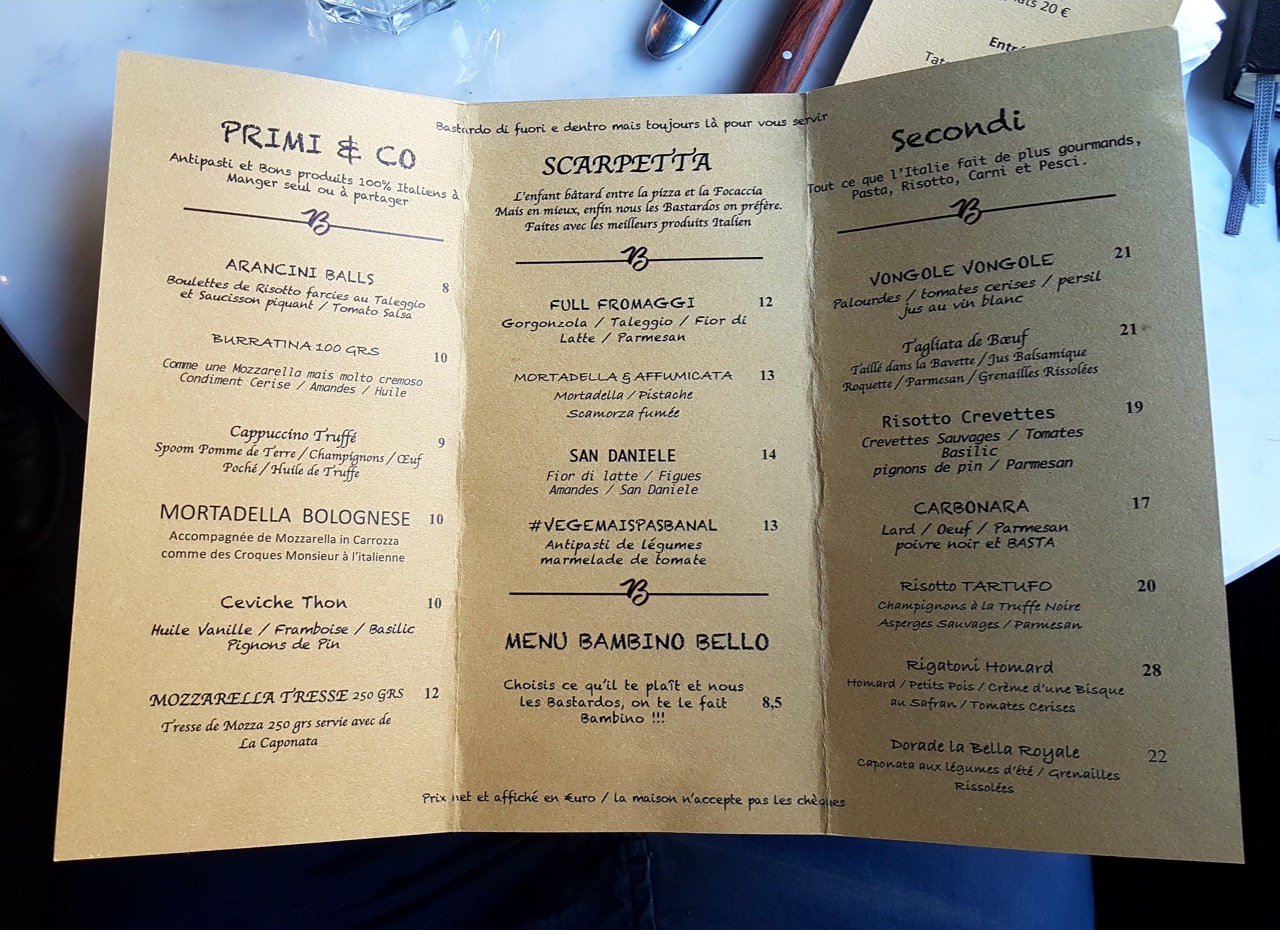 ats 20 €
Entré
Tat
PRIMI & CO
Antipasti et Bons produits 100% Italiens à
Manger seul ou à partager
B
ARANCINI BALLS 8
Boulettes de Risotto farcies au Taleggio
et Saucisson piquant / Tomato Salsa
BURRATINA 100 GRS 10
Comme une Mozzarella mais molto cremoso
Condiment Cerise / Amandes / Huile
Cappuccino Truffé 9
Spoom Pomme de Terre / Champignons / Œuf
Poché / Huile de Truffe
MORTADELLA BOLOGNESE 10
Accompagnée de Mozzarella in Carrozza
comme des Croques Monsieur à l'italienne
Ceviche Thon 10
Huile Vanille / Framboise / Basilic
Pignons de Pin
MOZZARELLA TRESSE 250 GRS 12
Tresse de Mozza 250 grs servie avec de
La Caponata
Bastardo di fuori e dentro mais toujours là pour vous servir
SCARPETTA
L'enfant bâtard entre la pizza et la Focaccia
Mais en mieux, enfin nous les Bastardos on préfère.
Faites avec les meilleurs produits Italien
B
FULL FROMAGGI 12
Gorgonzola / Taleggio / Fior di
Latte / Parmesan
MORTADELLA & AFFUMICATA 13
Mortadella / Pistache
Scamorza fumée
SAN DANIELE 14
Fior di latte / Figues
Amandes / San Daniele
#VEGEMAISPASBANAL 13
Antipasti de légumes
marmelade de tomate
B
MENU BAMBINO BELLO
Choisis ce qu'il te plaît et nous
les Bastardos, on te le fait 8,5
Bambino !!!
Prix net et affiché en €uro / la maison n'accepte pas les chèques
Secondi
Tout ce que l'Italie fait de plus gourmands,
Pasta, Risotto, Carni et Pesci.
B
VONGOLE VONGOLE 21
Palourdes / tomates cerises / persil
jus au vin blanc
Tagliata de Bœuf 21
Taillé dans la Bavette / Jus Balsamique
Roquette / Parmesan / Grenailles Rissolées
Risotto Crevettes 19
Crevettes Sauvages / Tomates
Basilic
pignons de pin / Parmesan
CARBONARA 17
Lard / Oeuf / Parmesan
poivre noir et BASTA
Risotto TARTUFO 20
Champignons à la Truffe Noire
Asperges Sauvages / Parmesan
Rigatoni Homard 28
Homard / Petits Pois / Crème d'une Bisque
au Safran / Tomates Cerises
Dorade la Bella Royale 22
Caponata aux légumes d'été / Grenailles
Rissolées